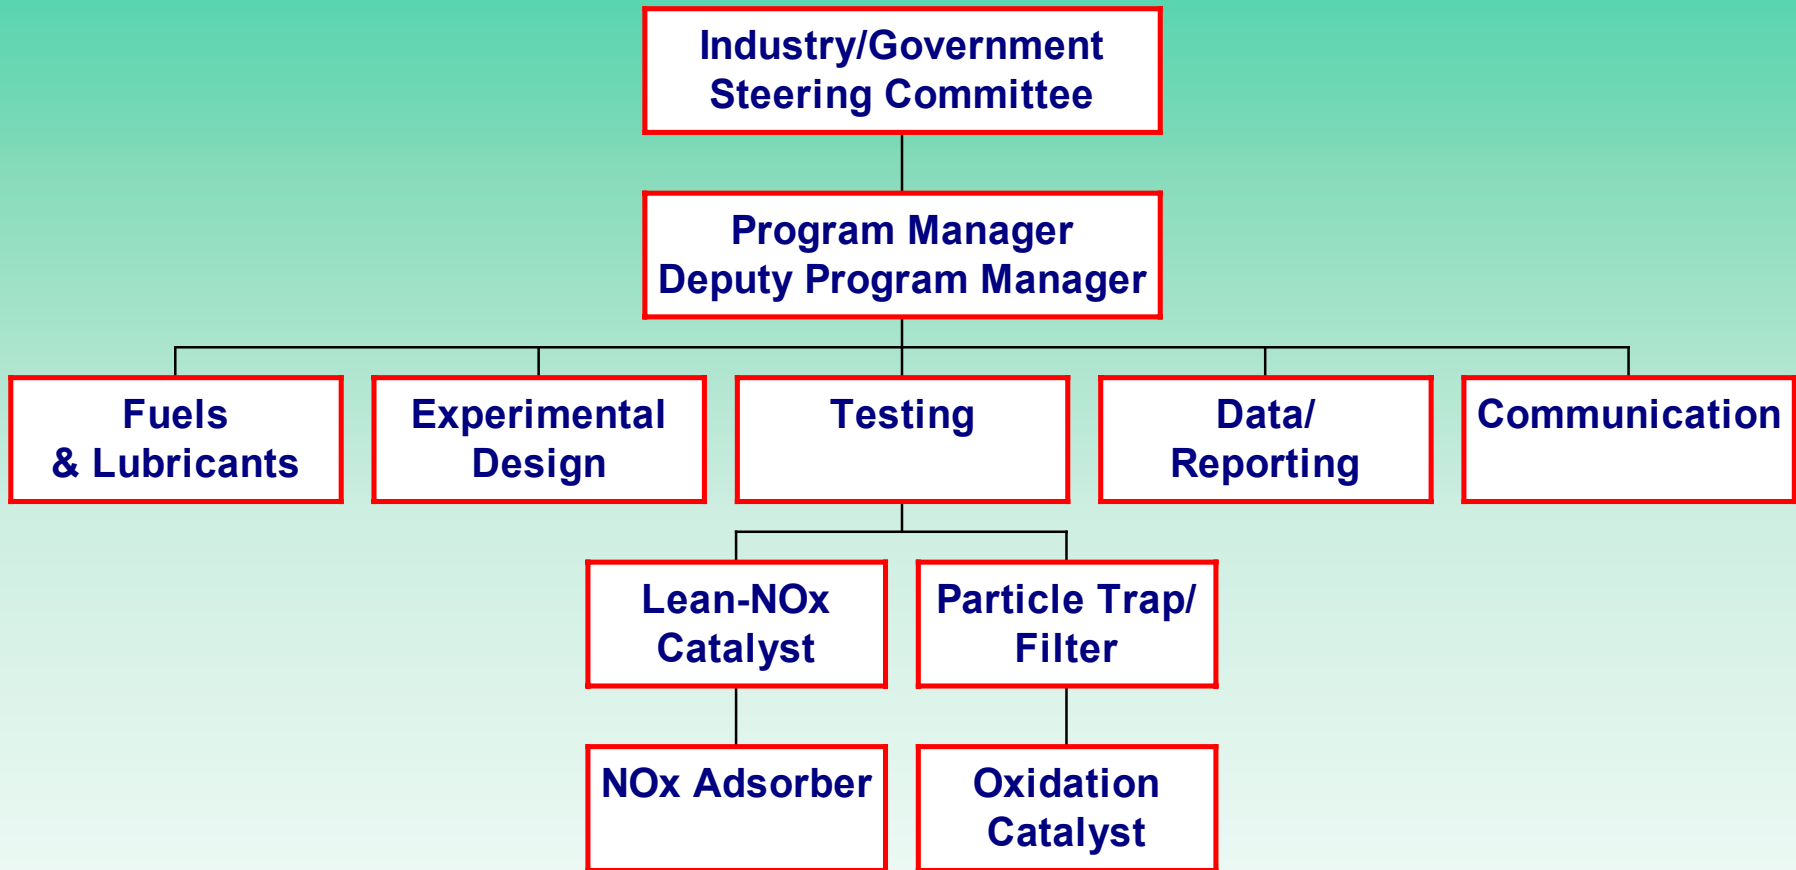 Industry/Government
Steering Committee
Program Manager
Deputy Program Manager
Fuels
& Lubricants
Experimental
Design
Testing
Data/
Reporting
Communication
Lean-NOx
Catalyst
Particle Trap/
Filter
NOx Adsorber
Oxidation
Catalyst